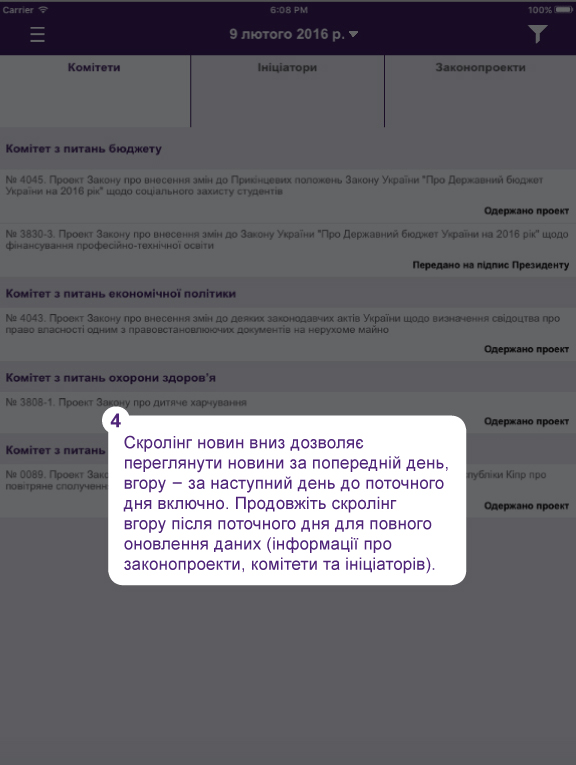 Carrier 6:08 PM 100%
9 лютого 2016 р.
Комітети Ініціатори Законопроекти
Комітет з питань бюджету
№ 4045. Проект Закону про внесення змін до Прикінцевих положень Закону України "Про Державний бюджет
України на 2016 рік" щодо соціального захисту студентів
Одержано проект
№ 3830-3. Проект Закону про внесення змін до Закону України "Про Державний бюджет України на 2016 рік" щодо
фінансування професійно-технічної освіти
Передано на підпис Президенту
Комітет з питань економічної політики
№ 4043. Проект Закону про внесення змін до деяких законодавчих актів України щодо визначення свідоцтва про
право власності одним з правовстановлюючих документів на нерухоме майно
Одержано проект
Комітет з питань охорони здоров'я
№ 3808-1. Проект Закону про дитяче харчування
Одержано проект
4
Комітет з питань
№ 0089. Проект Зако спубліки Кіпр про
повітряне сполучен
Одержано проект
Скролінг новин вниз дозволяє
переглянути новини за попередній день,
вгору – за наступний день до поточного
дня включно. Продовжіть скролінг
вгору після поточного дня для повного
оновлення даних (інформації про
законопроекти, комітети та ініціаторів).